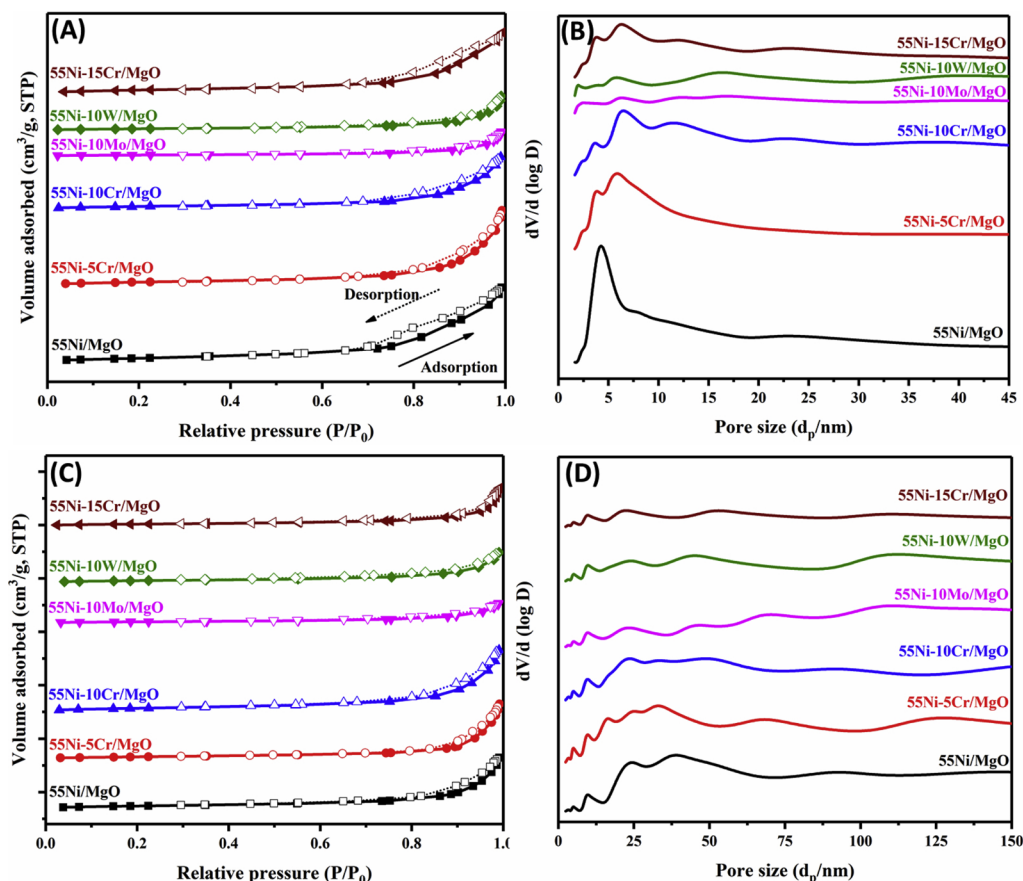 (A)
55Ni-15Cr/MgO
55Ni-10W/MgO
55Ni-10Mo/MgO
55Ni-10Cr/MgO
55Ni-5Cr/MgO
Desorption
55Ni/MgO
Adsorption
Volume adsorbed (cm³/g, STP)
0.0 0.2 0.4 0.6 0.8 1.0
Relative pressure (P/P₀)
(B)
55Ni-15Cr/MgO
55Ni-10W/MgO
55Ni-10Mo/MgO
55Ni-10Cr/MgO
55Ni-5Cr/MgO
55Ni/MgO
dV/d (log D)
0 5 10 15 20 25 30 35 40 45
Pore size (dₚ/nm)
(C)
55Ni-15Cr/MgO
55Ni-10W/MgO
55Ni-10Mo/MgO
55Ni-10Cr/MgO
55Ni-5Cr/MgO
55Ni/MgO
Volume adsorbed (cm³/g, STP)
0.0 0.2 0.4 0.6 0.8 1.0
Relative pressure (P/P₀)
(D)
55Ni-15Cr/MgO
55Ni-10W/MgO
55Ni-10Mo/MgO
55Ni-10Cr/MgO
55Ni-5Cr/MgO
55Ni/MgO
dV/d (log D)
0 25 50 75 100 125 150
Pore size (dₚ/nm)